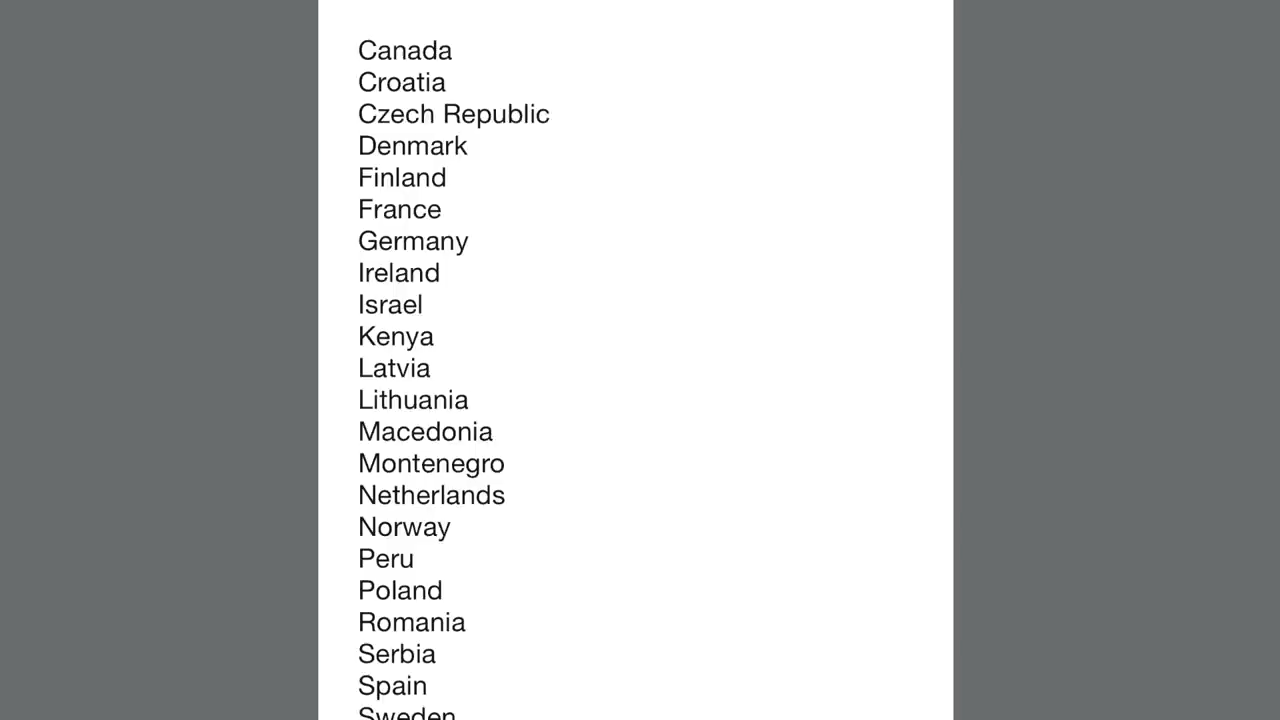 Canada
Croatia
Czech Republic
Denmark
Finland
France
Germany
Ireland
Israel
Kenya
Latvia
Lithuania
Macedonia
Montenegro
Netherlands
Norway
Peru
Poland
Romania
Serbia
Spain
Sweden